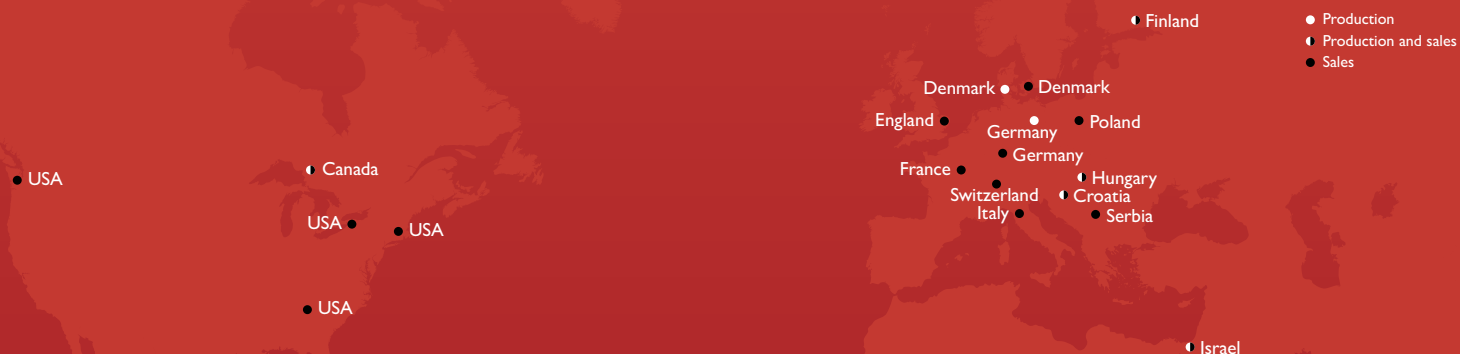 Finland
Production
Production and sales
Sales
Denmark
Denmark
England
Germany
Poland
Germany
France
Canada
USA
Hungary
Switzerland
Croatia
Italy
Serbia
USA
USA
USA
Israel